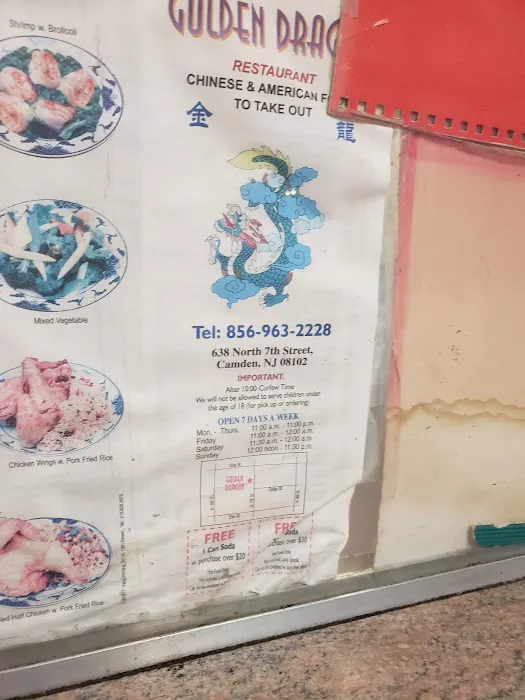 Shrimp w. Brollcoli
Mixed Vegetable
Chicken Wings w. Pork Fried Rice
Half Chicken w. Pork Fried Rice
GOLDEN DRAG
RESTAURANT
CHINESE & AMERICAN F
TO TAKE OUT
金 龍
Tel: 856-963-2228
638 North 7th Street,
Camden, NJ 08102
IMPORTANT:
After 10:00-Curfew Time
We will not be allowed to serve children under
the age of 18 (for pick up or ordering)
OPEN 7 DAYS A WEEK
Mon. - Thurs. 11:00 a.m. - 11:00 p.m.
Friday 11:00 a.m. - 12:00 a.m.
Saturday 11:30 a.m. - 12:00 a.m.
Sunday 12:00 noon - 11:00 p.m.
GOLDEN
DRAGON
FREE
1 Can Soda
w. purchase over $20
FRE
Soda
chase over $30